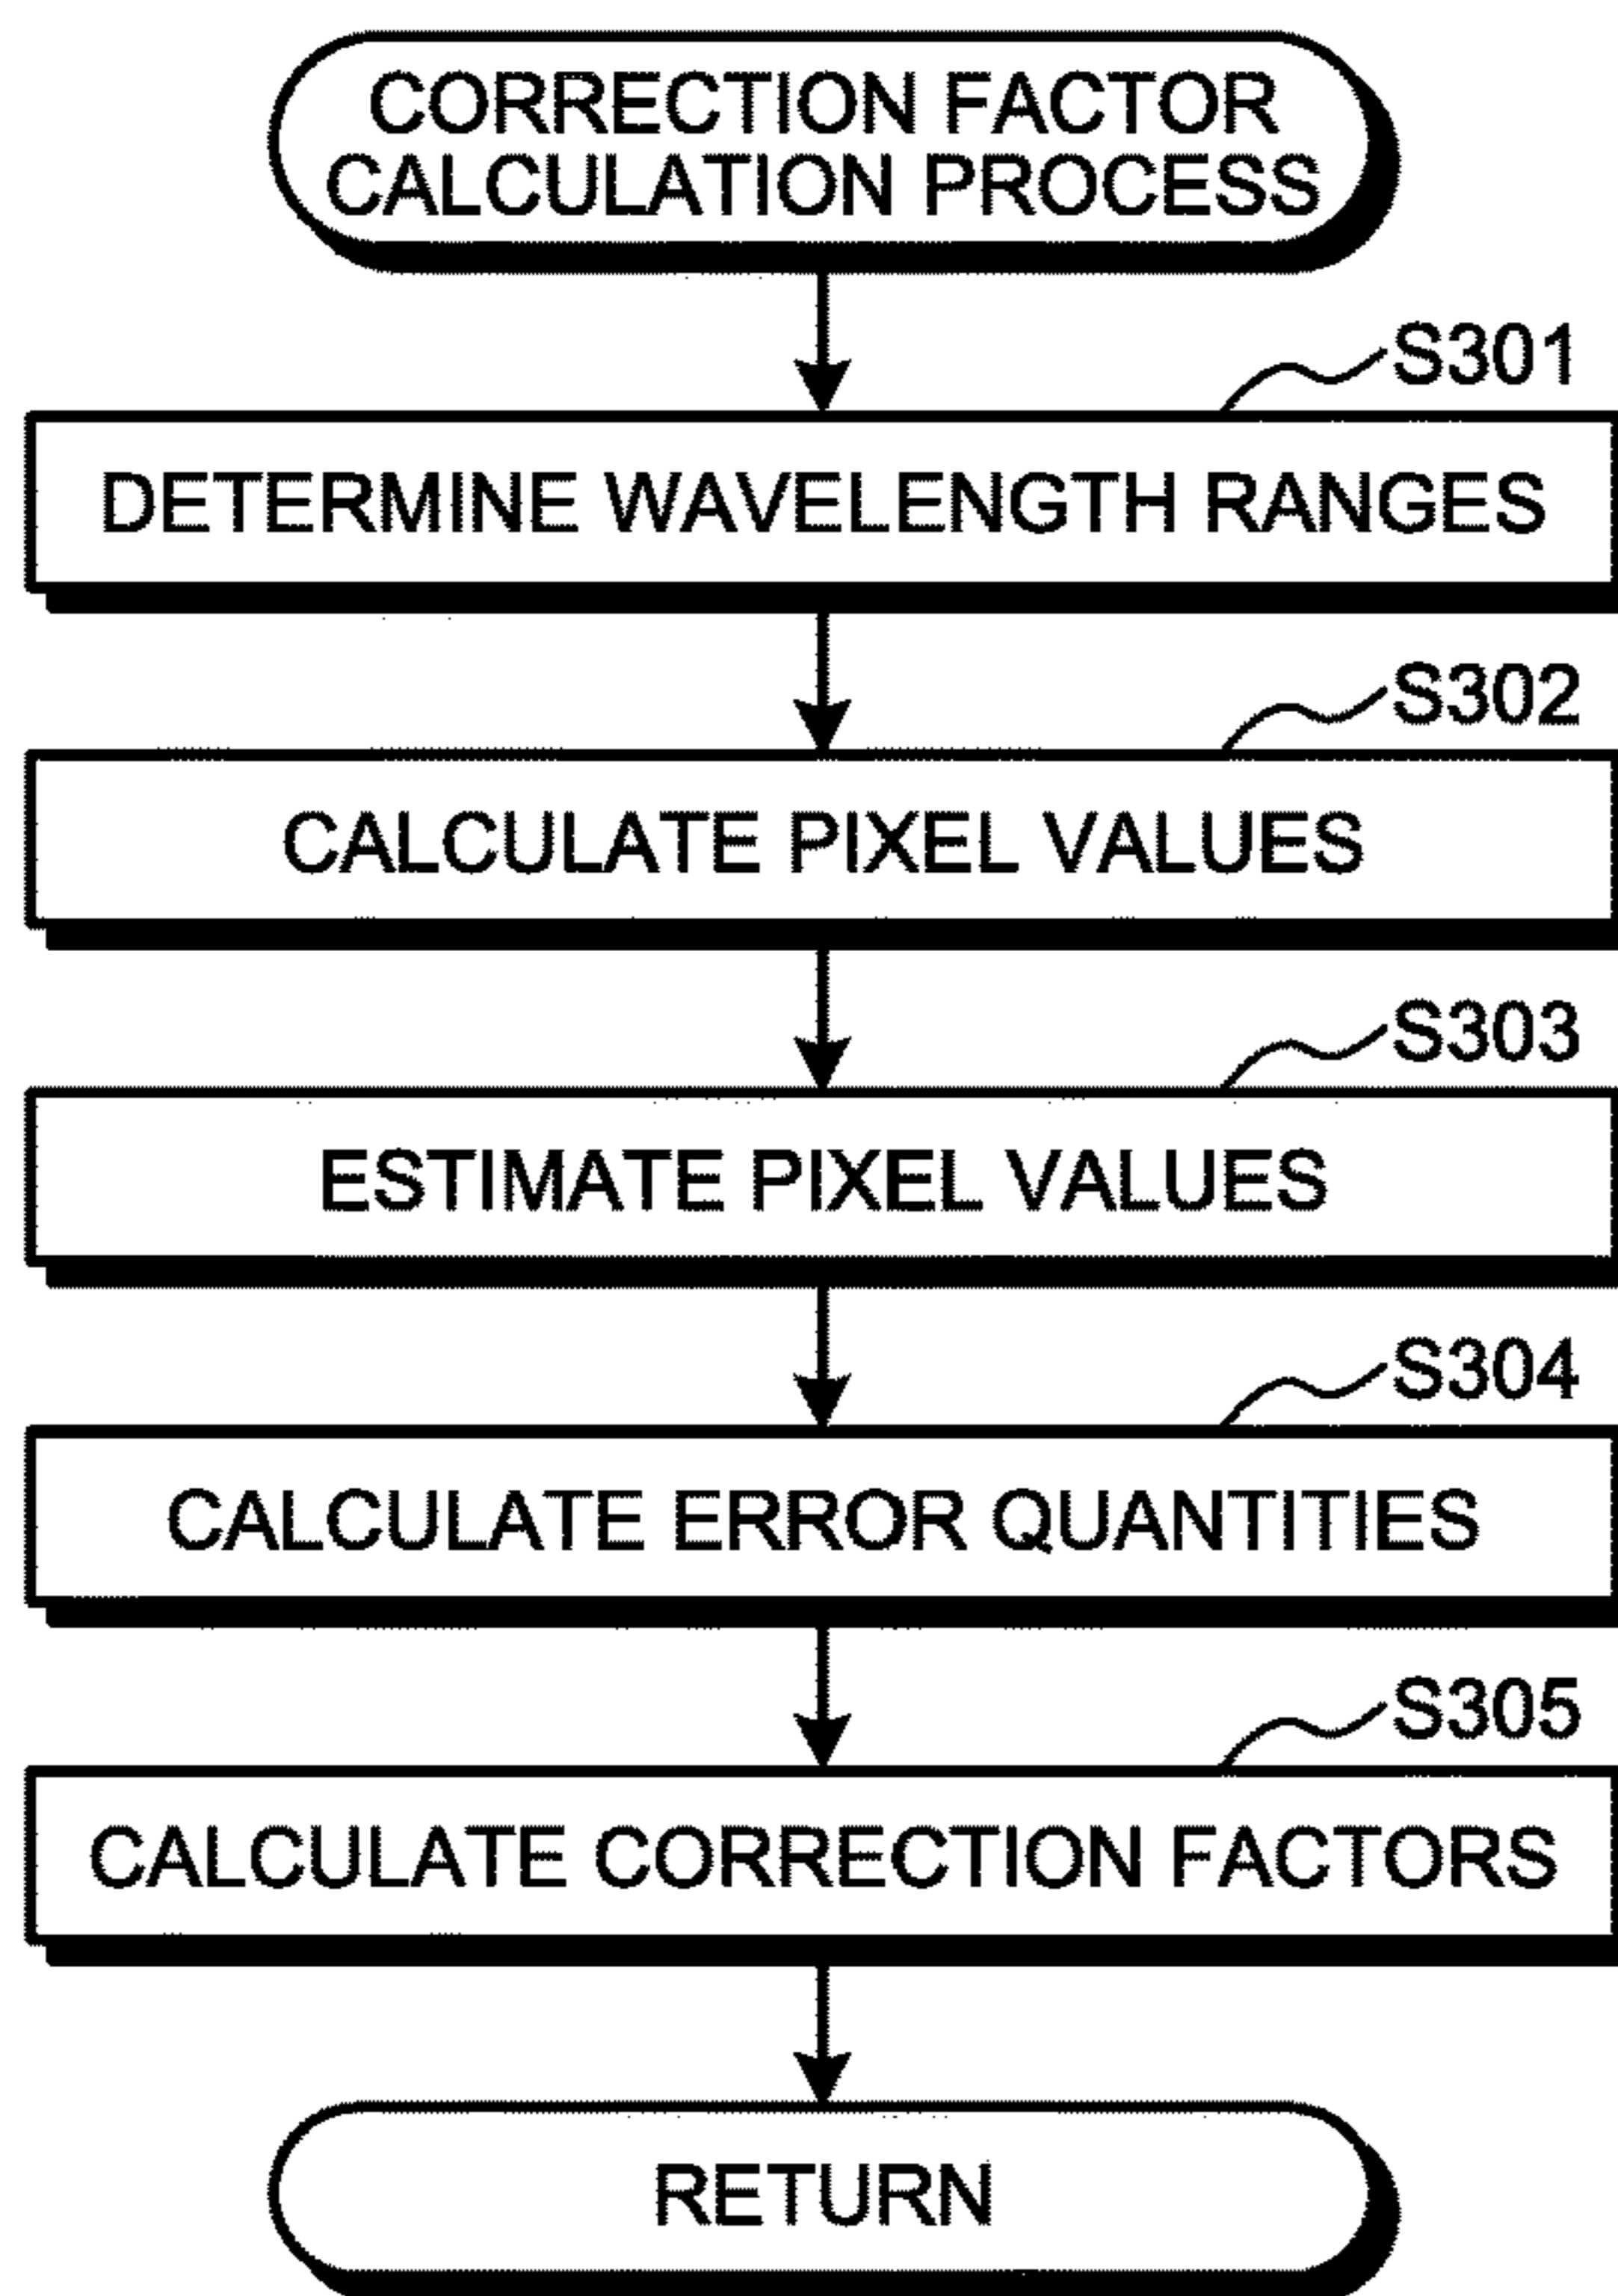 CORRECTION FACTOR
CALCULATION PROCESS
S301
DETERMINE WAVELENGTH RANGES
S302
CALCULATE PIXEL VALUES
S303
ESTIMATE PIXEL VALUES
S304
CALCULATE ERROR QUANTITIES
S305
CALCULATE CORRECTION FACTORS
RETURN